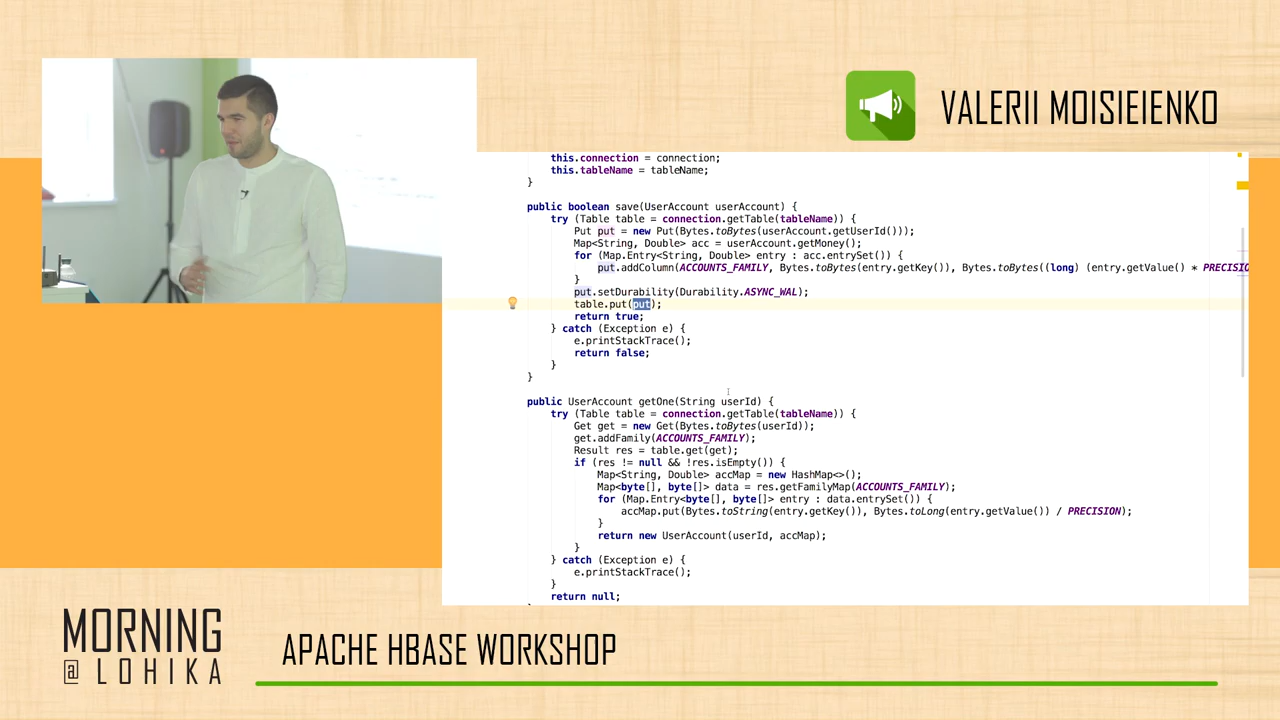 VALERII MOISIEIENKO
this.connection = connection;
this.tableName = tableName;
}
public boolean save(UserAccount userAccount) {
try (Table table = connection.getTable(tableName)) {
Put put = new Put(Bytes.toBytes(userAccount.getUserId()));
Map<String, Double> acc = userAccount.getMoney();
for (Map.Entry<String, Double> entry : acc.entrySet()) {
put.addColumn(ACCOUNTS_FAMILY, Bytes.toBytes(entry.getKey()), Bytes.toBytes((long) (entry.getValue() * PRECISIO
}
put.setDurability(Durability.ASYNC_WAL);
table.put(put);
return true;
} catch (Exception e) {
e.printStackTrace();
return false;
}
}
public UserAccount getOne(String userId) {
try (Table table = connection.getTable(tableName)) {
Get get = new Get(Bytes.toBytes(userId));
get.addFamily(ACCOUNTS_FAMILY);
Result res = table.get(get);
if (res != null && !res.isEmpty()) {
Map<String, Double> accMap = new HashMap<>();
Map<byte[], byte[]> data = res.getFamilyMap(ACCOUNTS_FAMILY);
for (Map.Entry<byte[], byte[]> entry : data.entrySet()) {
accMap.put(Bytes.toString(entry.getKey()), Bytes.toLong(entry.getValue()) / PRECISION);
}
return new UserAccount(userId, accMap);
}
} catch (Exception e) {
e.printStackTrace();
}
return null;
MORNING
@ LOHIKA
APACHE HBASE WORKSHOP